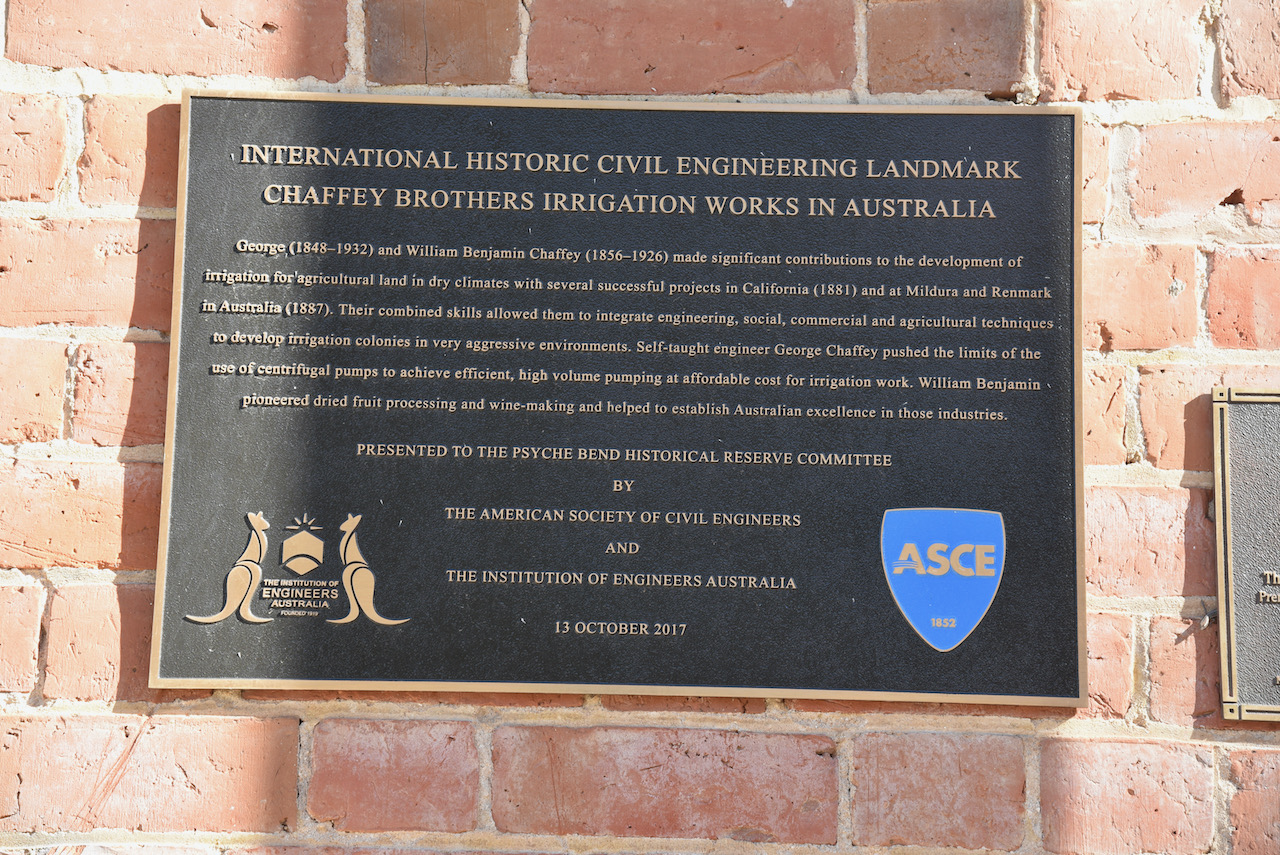 INTERNATIONAL HISTORIC CIVIL ENGINEERING LANDMARK
CHAFFEY BROTHERS IRRIGATION WORKS IN AUSTRALIA
George (1848–1932) and William Benjamin Chaffey (1856–1926) made significant contributions to the development of
irrigation for agricultural land in dry climates with several successful projects in California (1881) and at Mildura and Renmark
in Australia (1887). Their combined skills allowed them to integrate engineering, social, commercial and agricultural techniques
to develop irrigation colonies in very aggressive environments. Self-taught engineer George Chaffey pushed the limits of the
use of centrifugal pumps to achieve efficient, high volume pumping at affordable cost for irrigation work. William Benjamin
pioneered dried fruit processing and wine-making and helped to establish Australian excellence in those industries.
PRESENTED TO THE PSYCHE BEND HISTORICAL RESERVE COMMITTEE
BY
THE AMERICAN SOCIETY OF CIVIL ENGINEERS
AND
THE INSTITUTION OF ENGINEERS AUSTRALIA
13 OCTOBER 2017
THE INSTITUTION OF
ENGINEERS
AUSTRALIA
FOUNDED 1919
ASCE
1852
Th
Pre